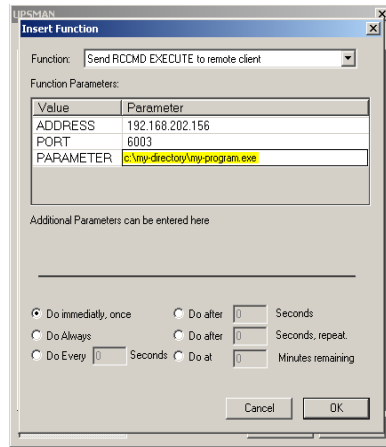 UPSMAN
Insert Function
Function: Send RCCMD EXECUTE to remote client
Function Parameters:
Value Parameter
ADDRESS 192.168.202.156
PORT 6003
PARAMETER c:\my-directory\my-program.exe
Additional Parameters can be entered here
Do immediatly, once Do after 0 Seconds
Do Always Do after 0 Seconds, repeat.
Do Every 0 Seconds Do at 0 Minutes remaining
Cancel OK